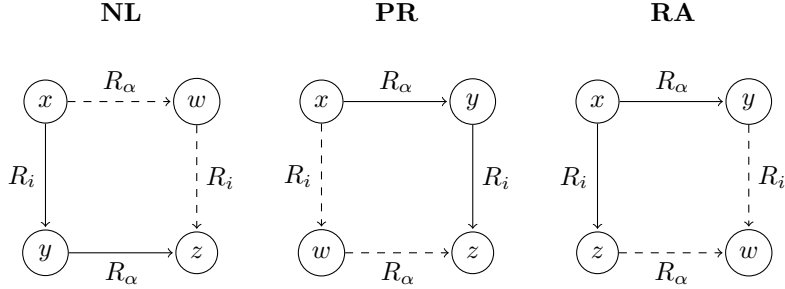 NL PR RA
x R_α w x R_α y x R_α y
R_i R_i R_i R_i R_i R_i
y R_α z w R_α z z R_α w